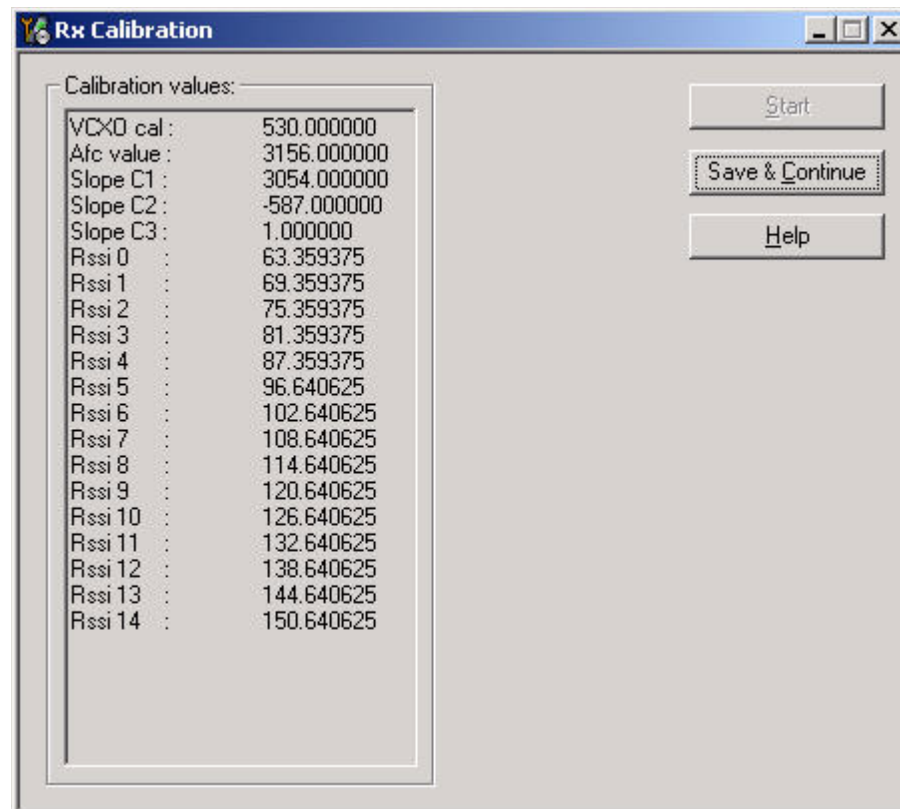 Rx Calibration
Calibration values:
VCXO cal : 530.000000
Afc value : 3156.000000
Slope C1 : 3054.000000
Slope C2 : -587.000000
Slope C3 : 1.000000
Rssi 0 : 63.359375
Rssi 1 : 69.359375
Rssi 2 : 75.359375
Rssi 3 : 81.359375
Rssi 4 : 87.359375
Rssi 5 : 96.640625
Rssi 6 : 102.640625
Rssi 7 : 108.640625
Rssi 8 : 114.640625
Rssi 9 : 120.640625
Rssi 10 : 126.640625
Rssi 11 : 132.640625
Rssi 12 : 138.640625
Rssi 13 : 144.640625
Rssi 14 : 150.640625
Start
Save & Continue
Help